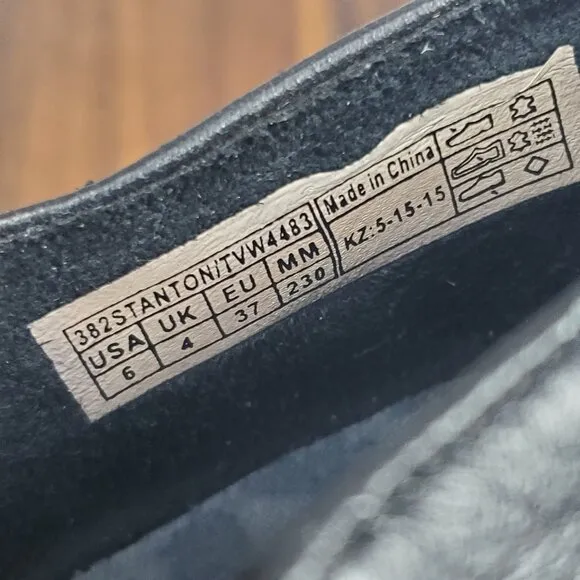 382STANTON/TVW4483
USA UK EU MM
6 4 37 230
Made in China
KZ:5-15-15